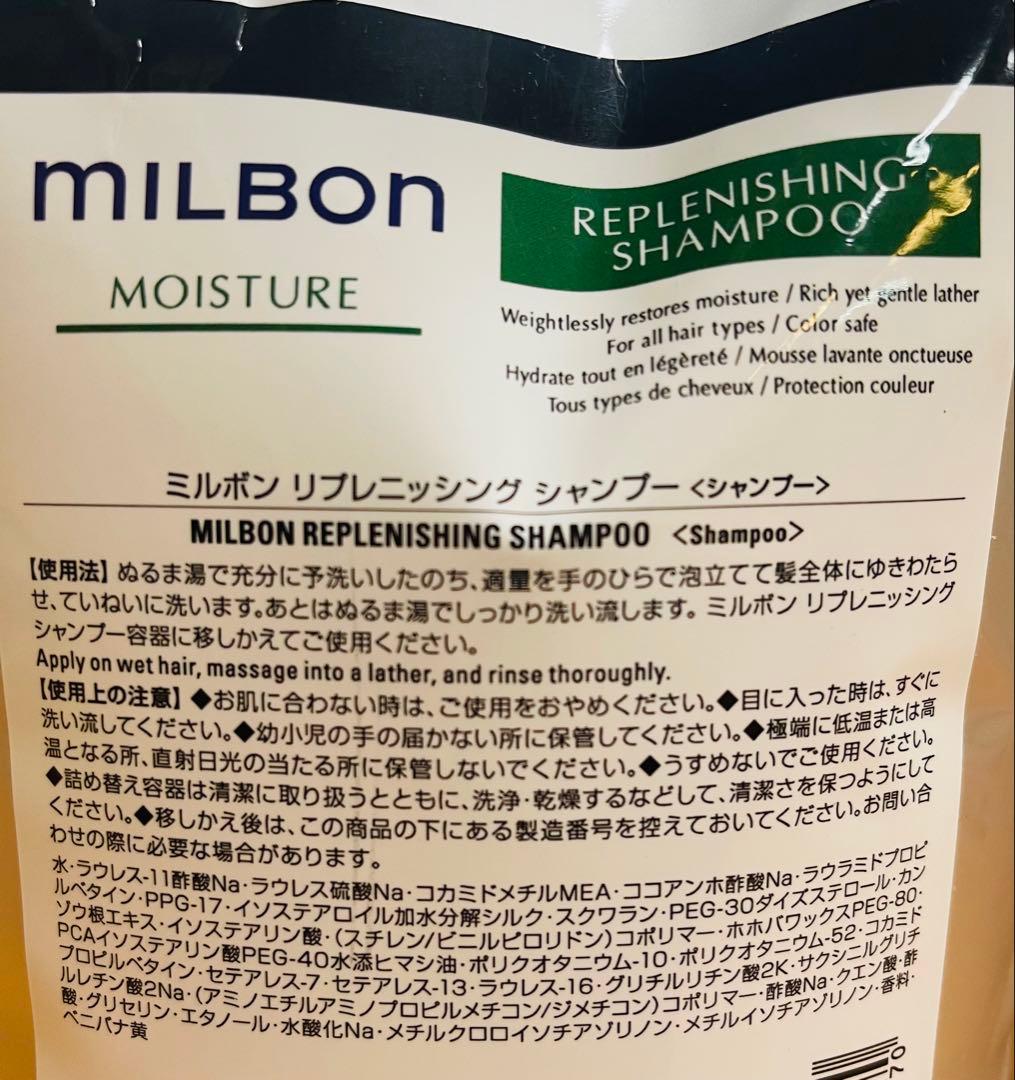 MILBON
MOISTURE
REPLENISHING
SHAMPOO
Weightlessly restores moisture / Rich yet gentle lather
For all hair types / Color safe
Hydrate tout en légèreté / Mousse lavante onctueuse
Tous types de cheveux / Protection couleur
ミルボン リプレニッシング シャンプー <シャンプー>
MILBON REPLENISHING SHAMPOO <Shampoo>
【使用法】ぬるま湯で充分に予洗いしたのち、適量を手のひらで泡立てて髪全体にゆきわたら
せ、ていねいに洗います。あとはぬるま湯でしっかり洗い流します。ミルボン リプレニッシング
シャンプー容器に移しかえてご使用ください。
Apply on wet hair, massage into a lather, and rinse thoroughly.
【使用上の注意】◆お肌に合わない時は、ご使用をおやめください。◆目に入った時は、すぐに
洗い流してください。◆幼小児の手の届かない所に保管してください。◆極端に低温または高
温となる所、直射日光の当たる所に保管しないでください。◆うすめないでご使用ください。
◆詰め替え容器は清潔に取り扱うとともに、洗浄・乾燥するなどして、清潔さを保つようにして
ください。◆移しかえ後は、この商品の下にある製造番号を控えておいてください。お問い合
わせの際に必要な場合があります。
水・ラウレス-11酢酸Na・ラウレス硫酸Na・コカミドメチルMEA・ココアンホ酢酸Na・ラウラミドプロピ
ルベタイン・PPG-17・イソステアロイル加水分解シルク・スクワラン・PEG-30ダイズステロール・カン
ゾウ根エキス・イソステアリン酸・(スチレン/ビニルピロリドン)コポリマー・ホホバワックスPEG-80・
PCAイソステアリン酸PEG-40水添ヒマシ油・ポリクオタニウム-10・ポリクオタニウム-52・コカミド
プロピルベタイン・セテアレス-7・セテアレス-13・ラウレス-16・グリチルリチン酸2K・サクシニルグリチ
ルレチン酸2Na・(アミノエチルアミノプロピルメチコン/ジメチコン)コポリマー・酢酸Na・クエン酸・酢
酸・グリセリン・エタノール・水酸化Na・メチルクロロイソチアゾリノン・メチルイソチアゾリノン・香料・
ベニバナ黄